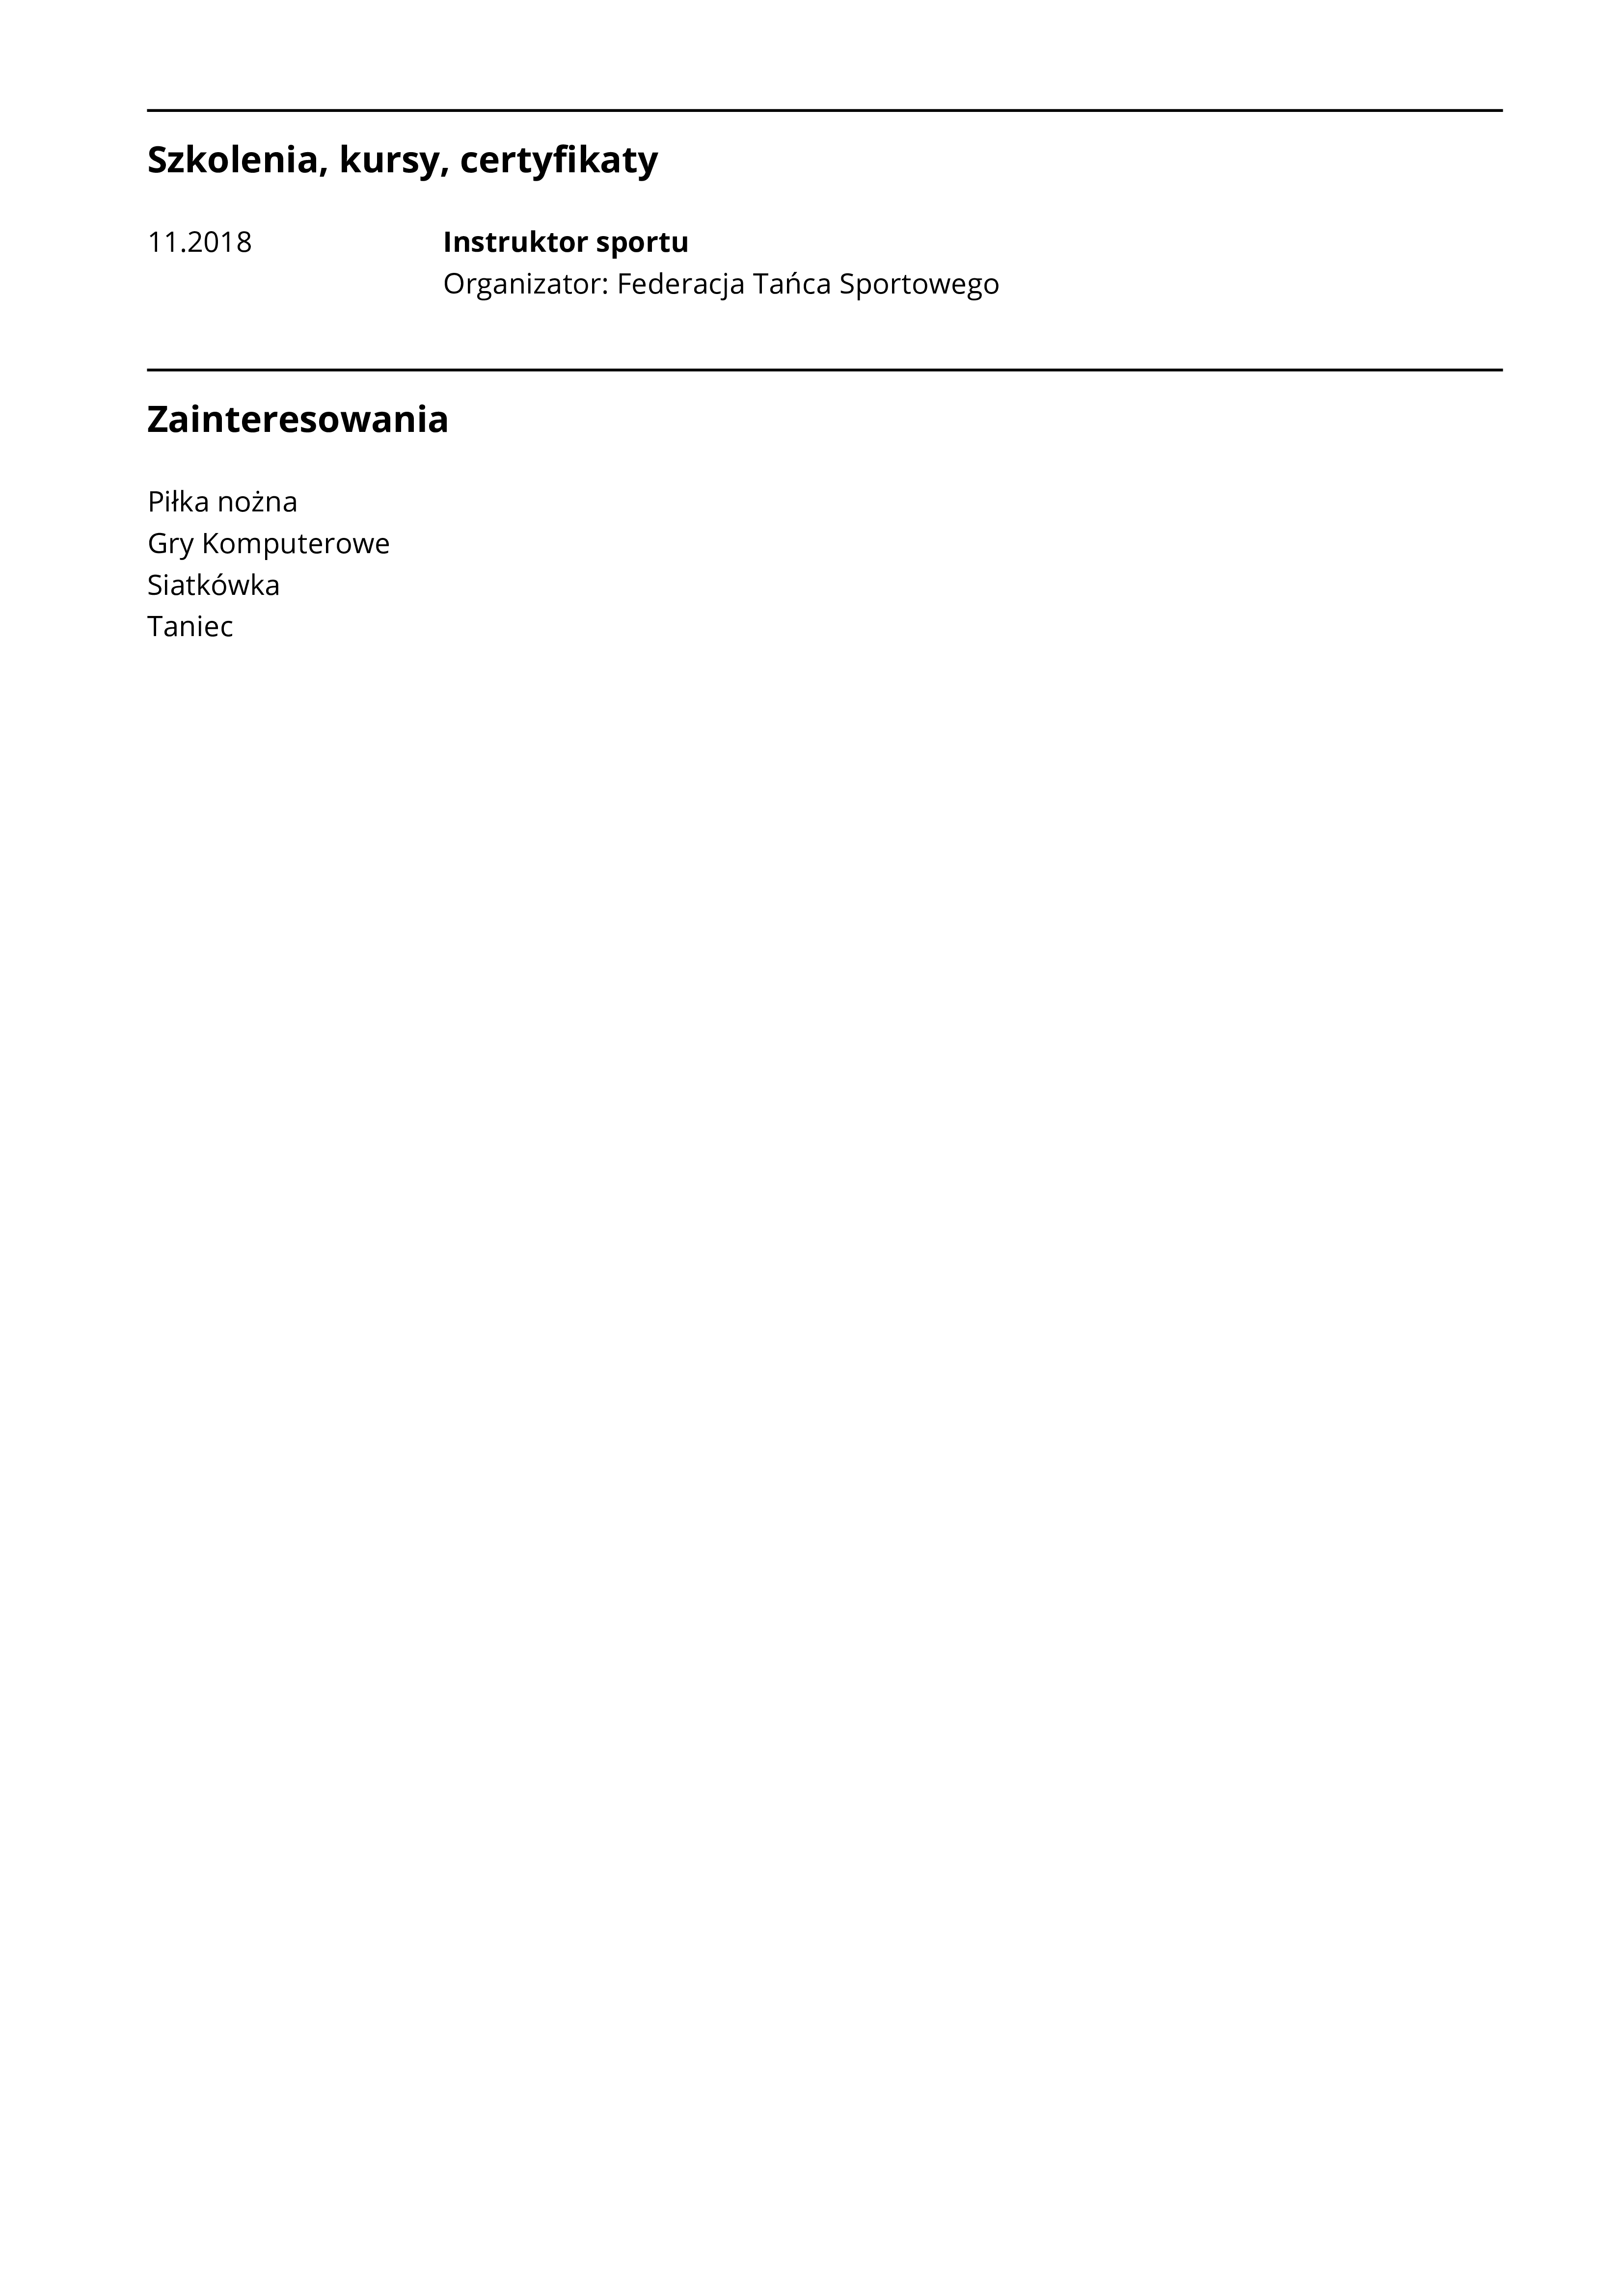 Szkolenia, kursy, certyfikaty
11.2018 Instruktor sportu
Organizator: Federacja Tańca Sportowego
Zainteresowania
Piłka nożna
Gry Komputerowe
Siatkówka
Taniec